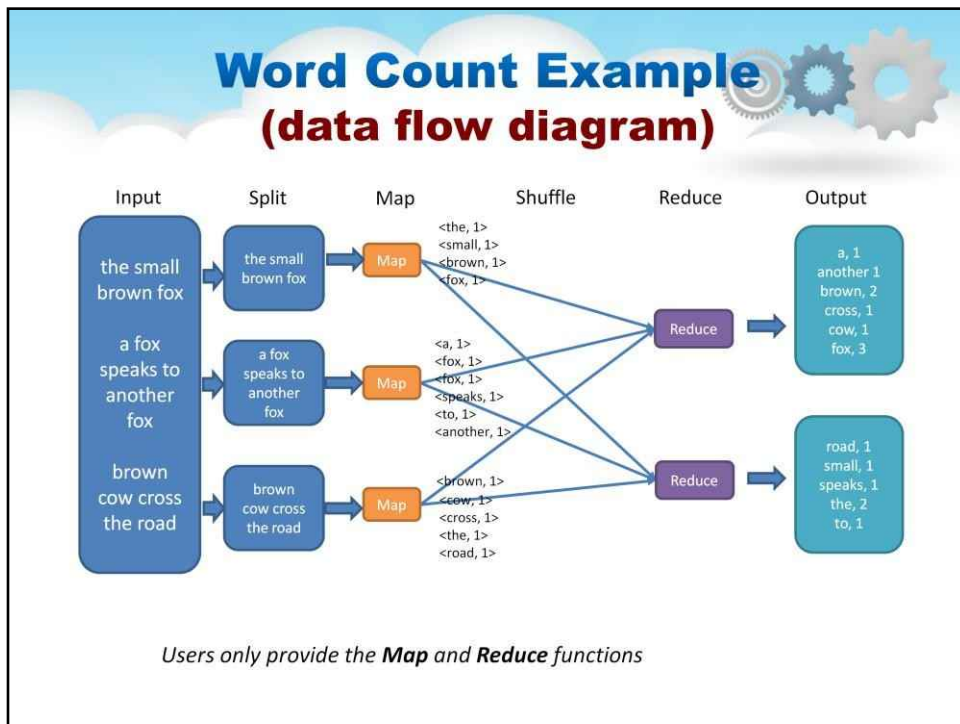 Word Count Example
(data flow diagram)
Input
Split
Map
Shuffle
Reduce
Output
the small
brown fox
a fox
speaks to
another
fox
brown
cow cross
the road
the small
brown fox
a fox
speaks to
another
fox
brown
cow cross
the road
Map
Map
Map
<the, 1>
<small, 1>
<brown, 1>
<fox, 1>
<a, 1>
<fox, 1>
<fox, 1>
<speaks, 1>
<to, 1>
<another, 1>
<brown, 1>
<cow, 1>
<cross, 1>
<the, 1>
<road, 1>
Reduce
Reduce
a, 1
another 1
brown, 2
cross, 1
cow, 1
fox, 3
road, 1
small, 1
speaks, 1
the, 2
to, 1
Users only provide the Map and Reduce functions